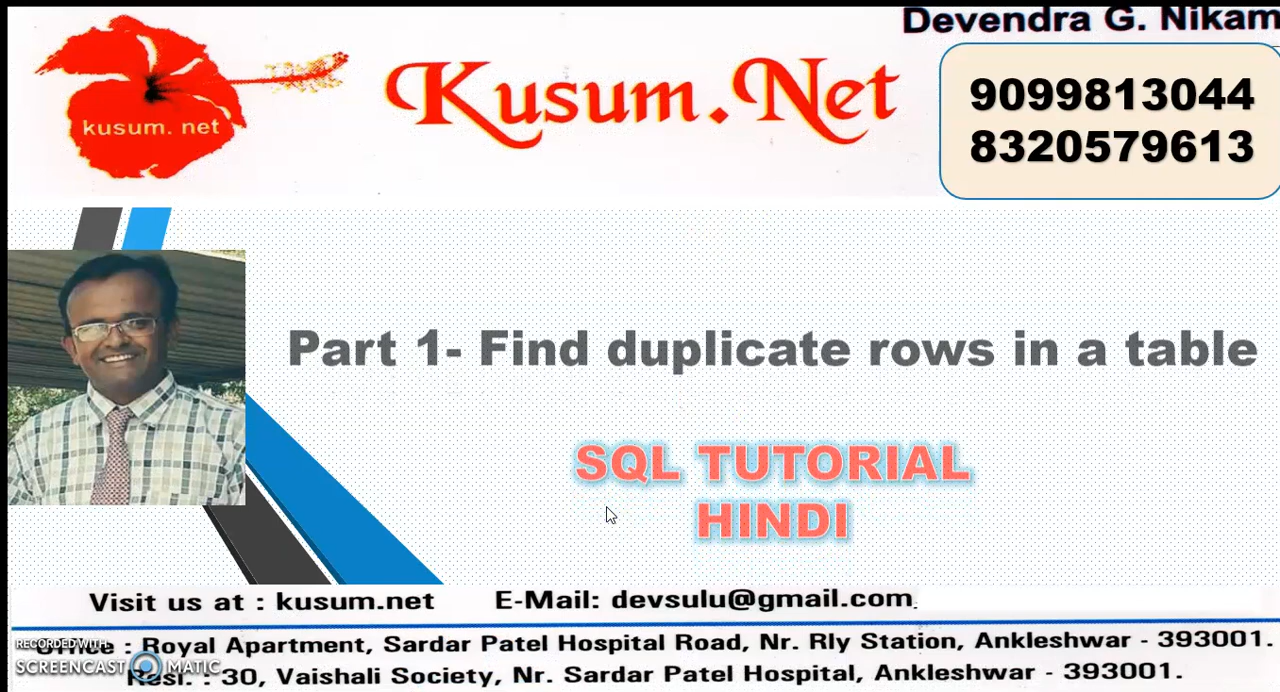 Devendra G. Nikam
kusum. net
Kusum.Net
9099813044
8320579613
Part 1- Find duplicate rows in a table
SQL TUTORIAL
HINDI
Visit us at : kusum.net E-Mail: devsulu@gmail.com.
: Royal Apartment, Sardar Patel Hospital Road, Nr. Rly Station, Ankleshwar - 393001.
RECORDED WITH
SCREENCAST MATIC
Resi. : 30, Vaishali Society, Nr. Sardar Patel Hospital, Ankleshwar - 393001.